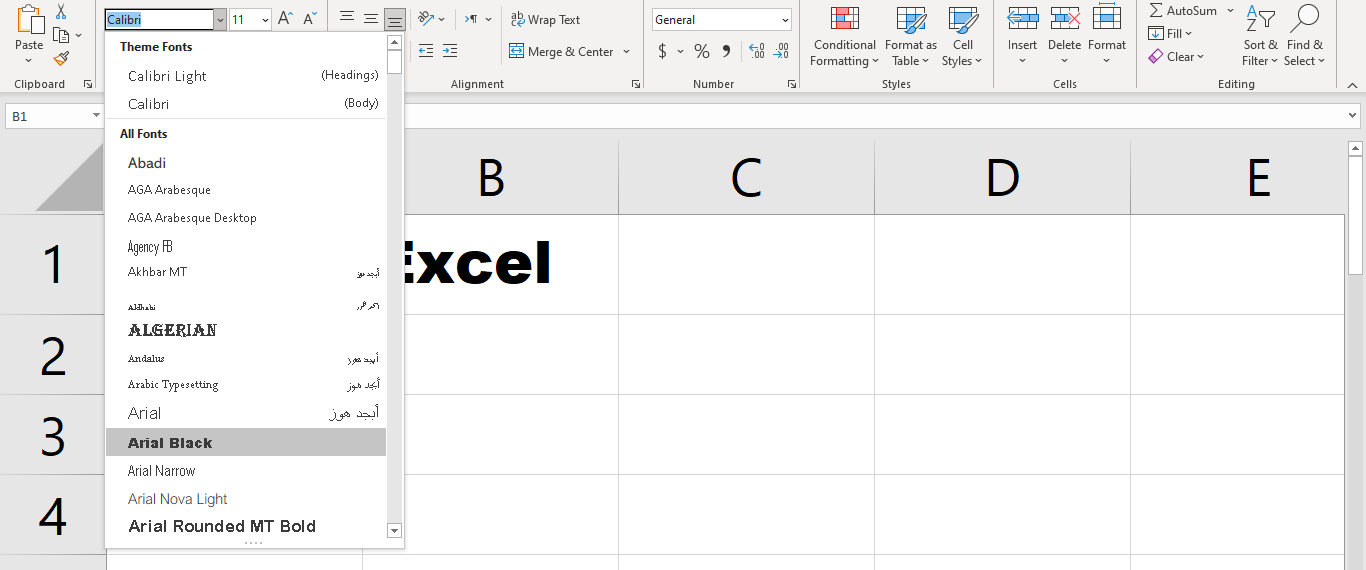 Calibri
11
Wrap Text
General
Paste
Merge & Center
$ % 9
Conditional Formatting
Format as Table
Cell Styles
Insert
Delete
Format
AutoSum
Fill
Clear
Sort & Filter
Find & Select
Clipboard
Alignment
Number
Styles
Cells
Editing
B1
Theme Fonts
Calibri Light (Headings)
Calibri (Body)
All Fonts
Abadi
AGA Arabesque
AGA Arabesque Desktop
Agency FB
Akhbar MT أبجد هوز
Aldhabi
ALGERIAN
Andalus أبجد هوز
Arabic Typesetting أبجد هوز
Arial أبجد هوز
Arial Black
Arial Narrow
Arial Nova Light
Arial Rounded MT Bold
B C D E
1 Excel
2
3
4